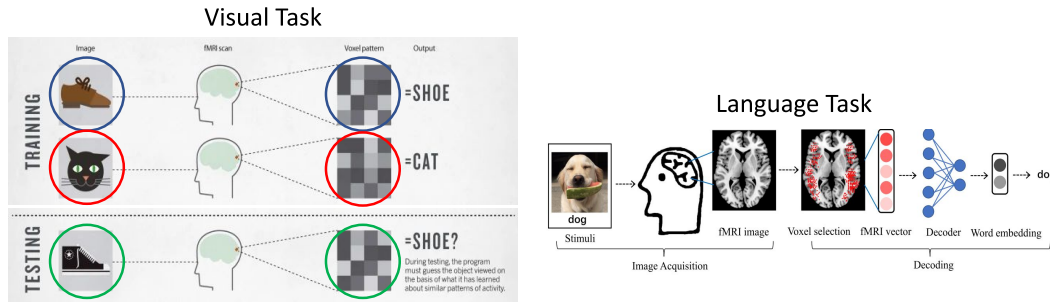 Visual Task
Image
fMRI scan
Voxel pattern
Output
TRAINING
=SHOE
=CAT
TESTING
=SHOE?
During testing, the program
must guess the object viewed on
the basis of what it has learned
about similar patterns of activity.
Language Task
dog
Stimuli
fMRI image
Voxel selection
fMRI vector
Decoder
Word embedding
do
Image Acquisition
Decoding